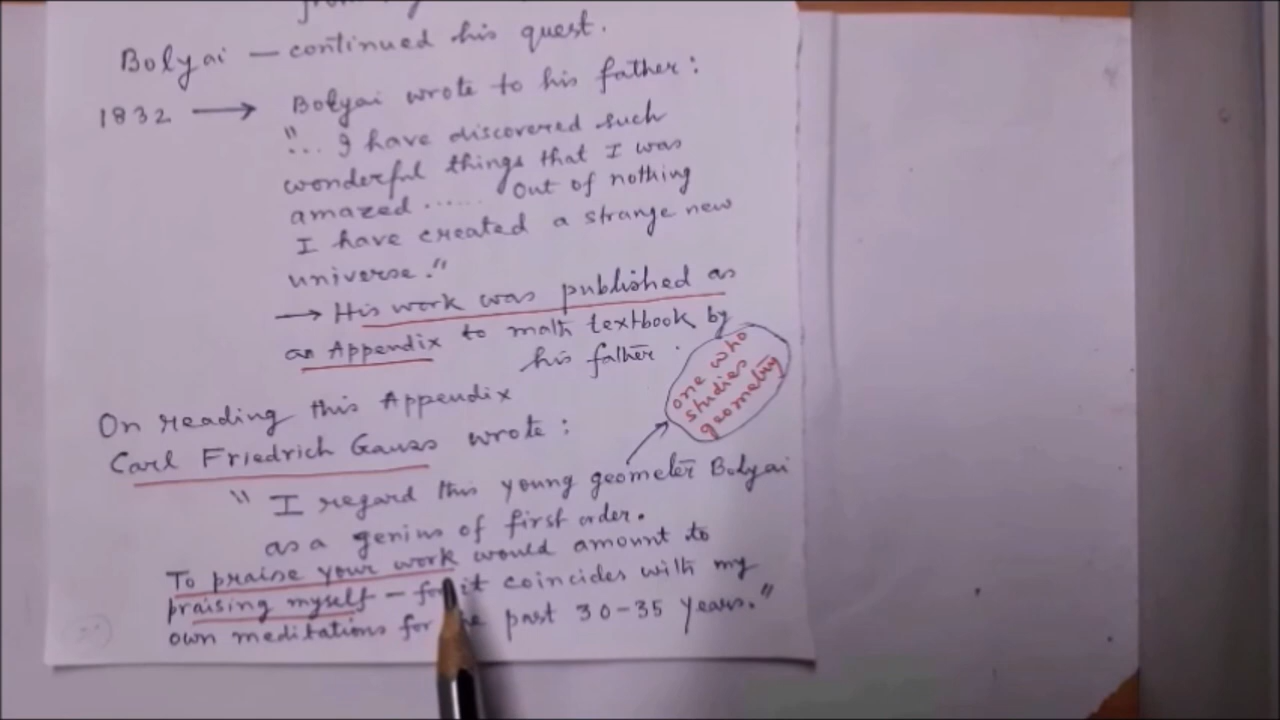 Bolyai — continued his quest.
1832 → Bolyai wrote to his father:
"... I have discovered such
wonderful things that I was
amazed ...... Out of nothing
I have created a strange new
universe."
→ His work was published as
an Appendix to math textbook by
his father.
On reading this Appendix
Carl Friedrich Gauss wrote:
one who
studies
geometry
"I regard this young geometer Bolyai
as a genius of first order.
To praise your work would amount to
praising myself — for it coincides with my
own meditations for the past 30-35 years."